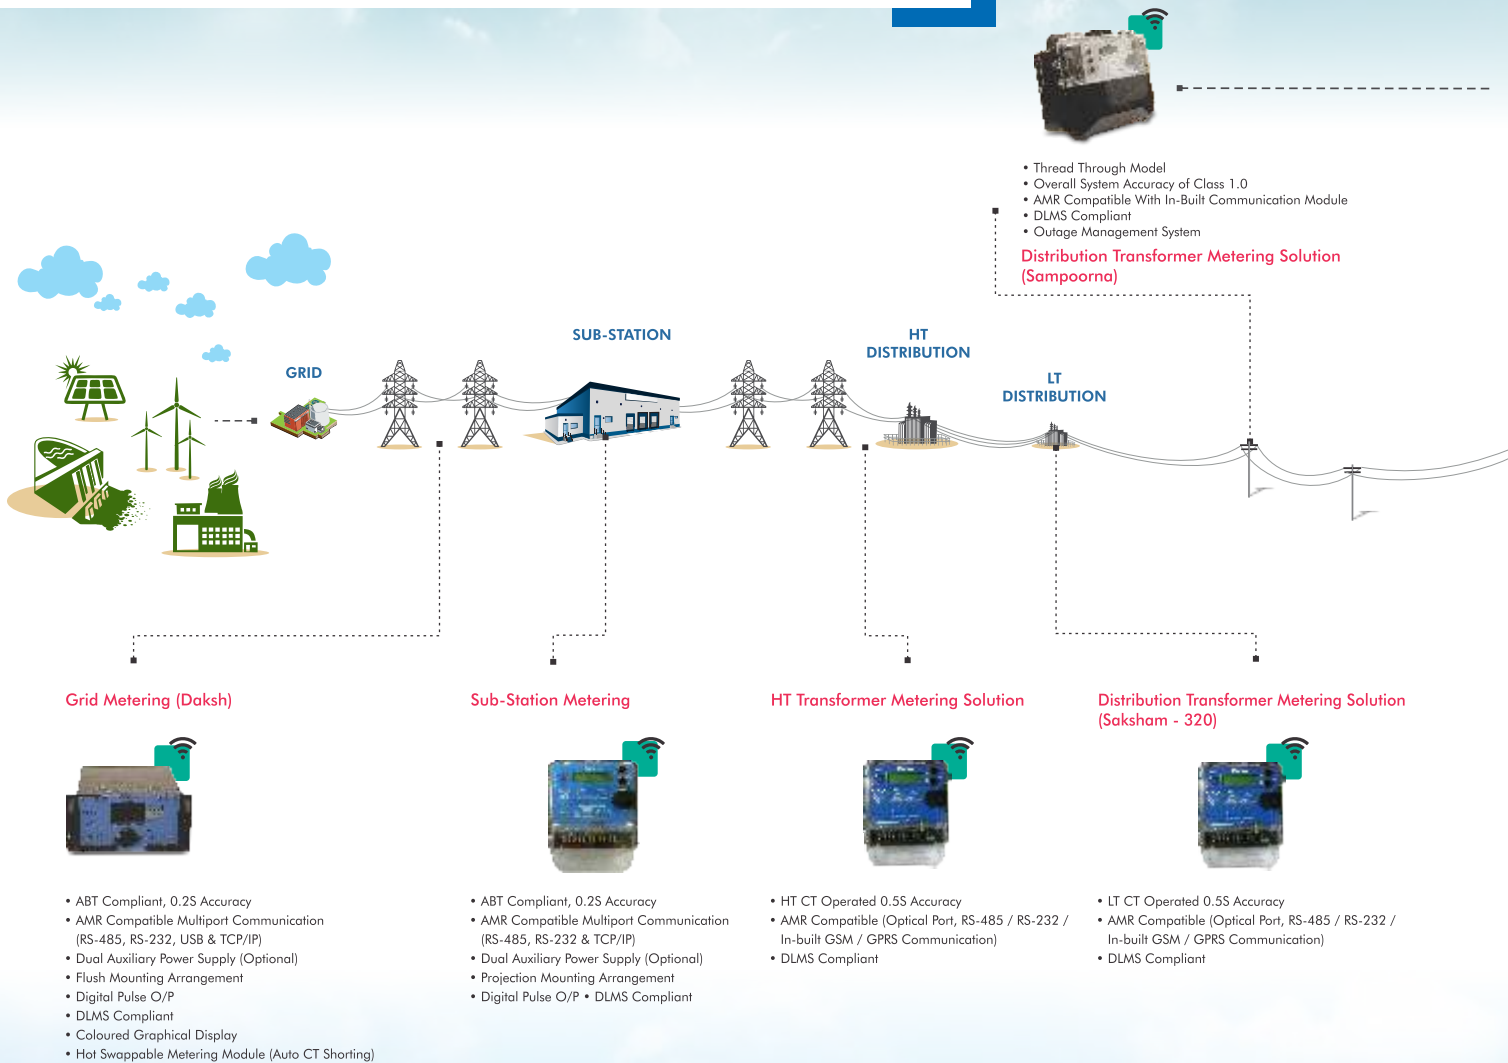 • Thread Through Model
• Overall System Accuracy of Class 1.0
• AMR Compatible With In-Built Communication Module
• DLMS Compliant
• Outage Management System
Distribution Transformer Metering Solution
(Sampoorna)
SUB-STATION
HT
DISTRIBUTION
GRID
LT
DISTRIBUTION
Grid Metering (Daksh)
• ABT Compliant, 0.2S Accuracy
• AMR Compatible Multiport Communication
(RS-485, RS-232, USB & TCP/IP)
• Dual Auxiliary Power Supply (Optional)
• Flush Mounting Arrangement
• Digital Pulse O/P
• DLMS Compliant
• Coloured Graphical Display
• Hot Swappable Metering Module (Auto CT Shorting)
Sub-Station Metering
• ABT Compliant, 0.2S Accuracy
• AMR Compatible Multiport Communication
(RS-485, RS-232 & TCP/IP)
• Dual Auxiliary Power Supply (Optional)
• Projection Mounting Arrangement
• Digital Pulse O/P • DLMS Compliant
HT Transformer Metering Solution
• HT CT Operated 0.5S Accuracy
• AMR Compatible (Optical Port, RS-485 / RS-232 /
In-built GSM / GPRS Communication)
• DLMS Compliant
Distribution Transformer Metering Solution
(Saksham - 320)
• LT CT Operated 0.5S Accuracy
• AMR Compatible (Optical Port, RS-485 / RS-232 /
In-built GSM / GPRS Communication)
• DLMS Compliant